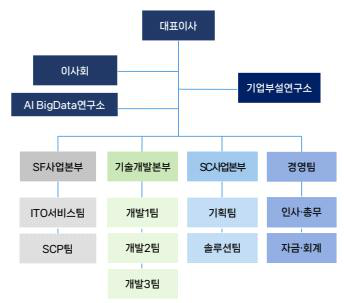 대표이사
이사회
기업부설연구소
AI BigData연구소
SF사업본부
기술개발본부
SC사업본부
경영팀
ITO서비스팀
개발1팀
기획팀
인사·총무
SCP팀
개발2팀
솔루션팀
자금·회계
개발3팀